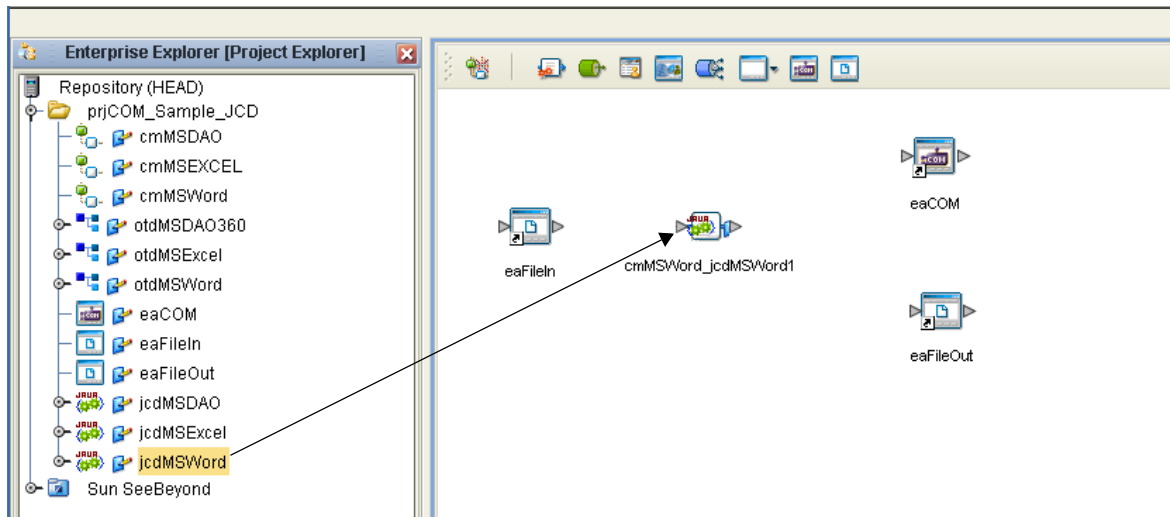 Enterprise Explorer [Project Explorer]
Repository (HEAD)
prjCOM_Sample_JCD
cmMSDAO
cmMSEXCEL
cmMSWord
otdMSDAO360
otdMSExcel
otdMSWord
eaCOM
eaFileIn
eaFileOut
jcdMSDAO
jcdMSExcel
jcdMSWord
Sun SeeBeyond
eaFileIn
cmMSWord_jcdMSWord1
eaCOM
eaFileOut